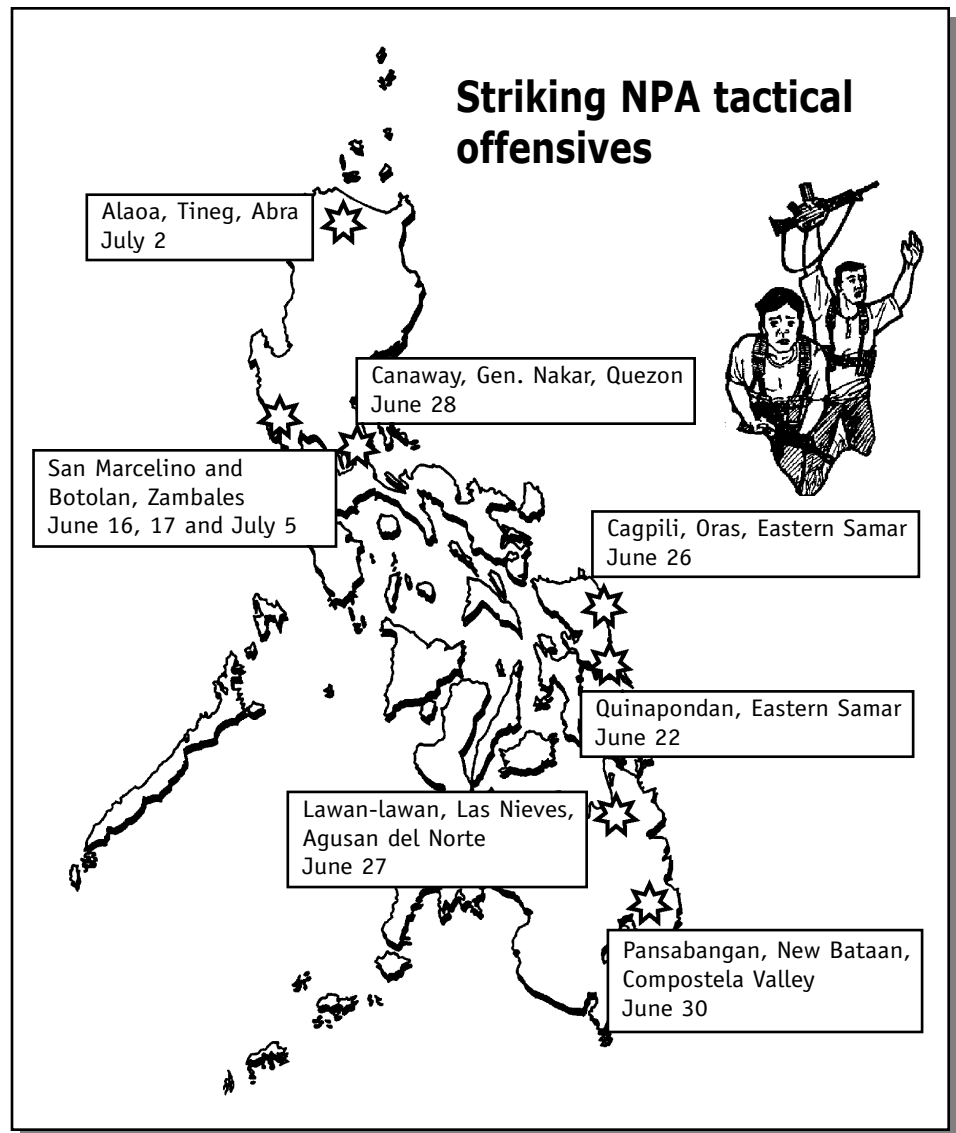 Striking NPA tactical
offensives
Alaoa, Tineg, Abra
July 2
Canaway, Gen. Nakar, Quezon
June 28
San Marcelino and
Botolan, Zambales
June 16, 17 and July 5
Cagpili, Oras, Eastern Samar
June 26
Quinapondan, Eastern Samar
June 22
Lawan-lawan, Las Nieves,
Agusan del Norte
June 27
Pansabangan, New Bataan,
Compostela Valley
June 30